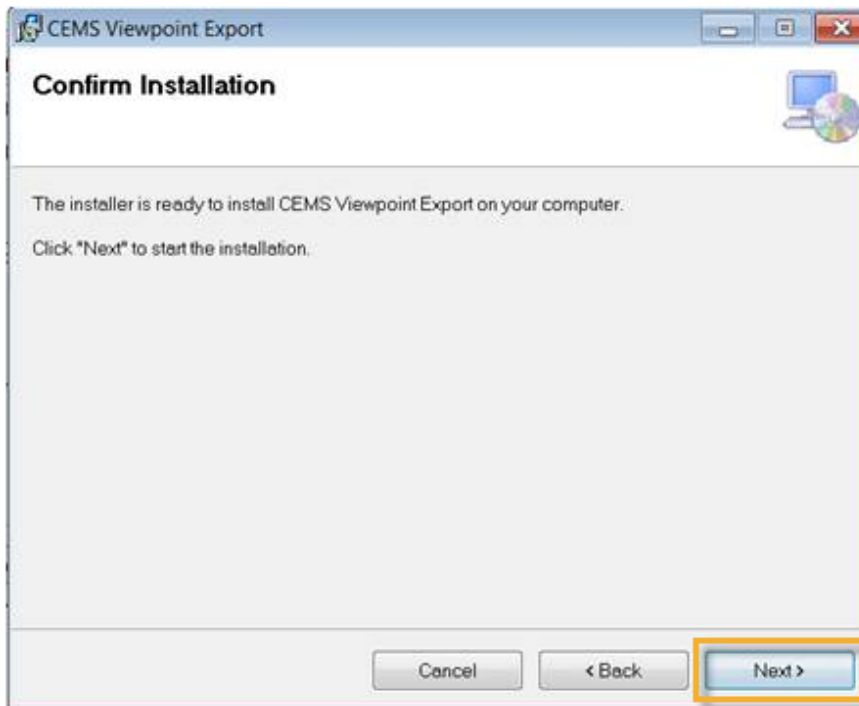 CEMS Viewpoint Export
Confirm Installation
The installer is ready to install CEMS Viewpoint Export on your computer.
Click "Next" to start the installation.
Cancel
< Back
Next >